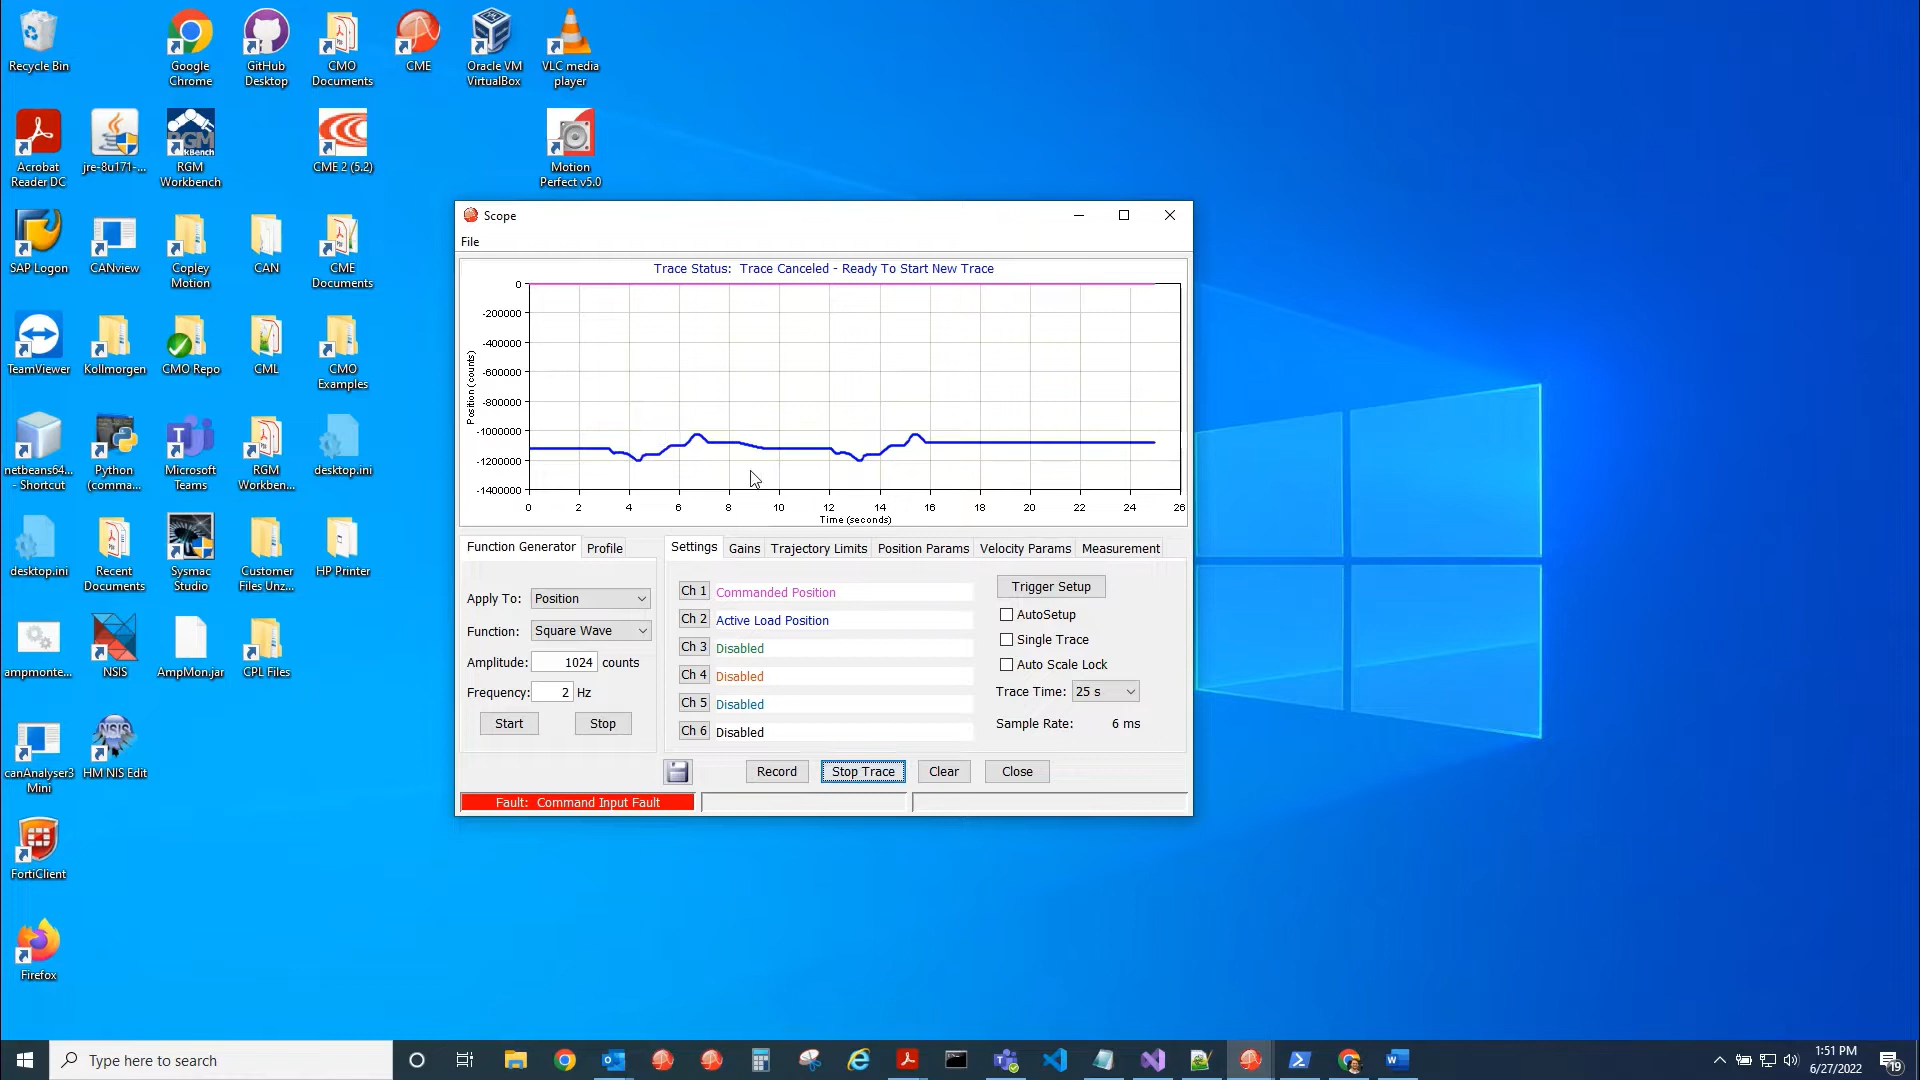 Recycle Bin
Google
Chrome
GitHub
Desktop
CMO
Documents
CME
Oracle VM
VirtualBox
VLC media
player
Acrobat
Reader DC
jre-8u171-...
RGM
Workbench
CME 2 (5.2)
Motion
Perfect v5.0
SAP Logon
CANview
Copley
Motion
CAN
CME
Documents
TeamViewer
Kollmorgen
CMO Repo
CML
CMO
Examples
netbeans64...
- Shortcut
Python
(comma...
Microsoft
Teams
RGM
Workben...
desktop.ini
desktop.ini
Recent
Documents
Sysmac
Studio
Customer
Files Unz...
HP Printer
ampmonte...
NSIS
AmpMon.jar
CPL Files
canAnalyser3
Mini
HM NIS Edit
FortiClient
Firefox
Scope
File
Trace Status: Trace Canceled - Ready To Start New Trace
Position (counts)
0
-200000
-400000
-600000
-800000
-1000000
-1200000
-1400000
0 2 4 6 8 10 12 14 16 18 20 22 24 26
Time (seconds)
Function Generator Profile
Apply To: Position
Function: Square Wave
Amplitude: 1024 counts
Frequency: 2 Hz
Start Stop
Settings Gains Trajectory Limits Position Params Velocity Params Measurement
Ch 1 Commanded Position
Ch 2 Active Load Position
Ch 3 Disabled
Ch 4 Disabled
Ch 5 Disabled
Ch 6 Disabled
Trigger Setup
AutoSetup
Single Trace
Auto Scale Lock
Trace Time: 25 s
Sample Rate: 6 ms
Record Stop Trace Clear Close
Fault: Command Input Fault
Type here to search
1:51 PM
6/27/2022
19